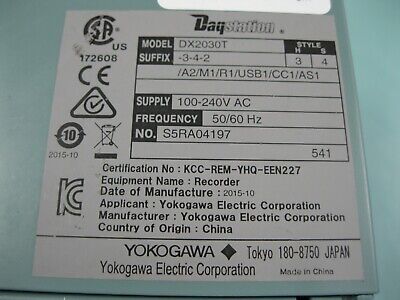 Daqstation
US
172608
MODEL DX2030T STYLE
H S
SUFFIX -3-4-2 3 4
/A2/M1/R1/USB1/CC1/AS1
SUPPLY 100-240V AC
FREQUENCY 50/60 Hz
NO. S5RA04197
10
2015-10
541
Certification No : KCC-REM-YHQ-EEN227
Equipment Name : Recorder
Date of Manufacture : 2015-10
Applicant : Yokogawa Electric Corporation
Manufacturer : Yokogawa Electric Corporation
Country of Origin : China
YOKOGAWA Tokyo 180-8750 JAPAN
Yokogawa Electric Corporation Made in China